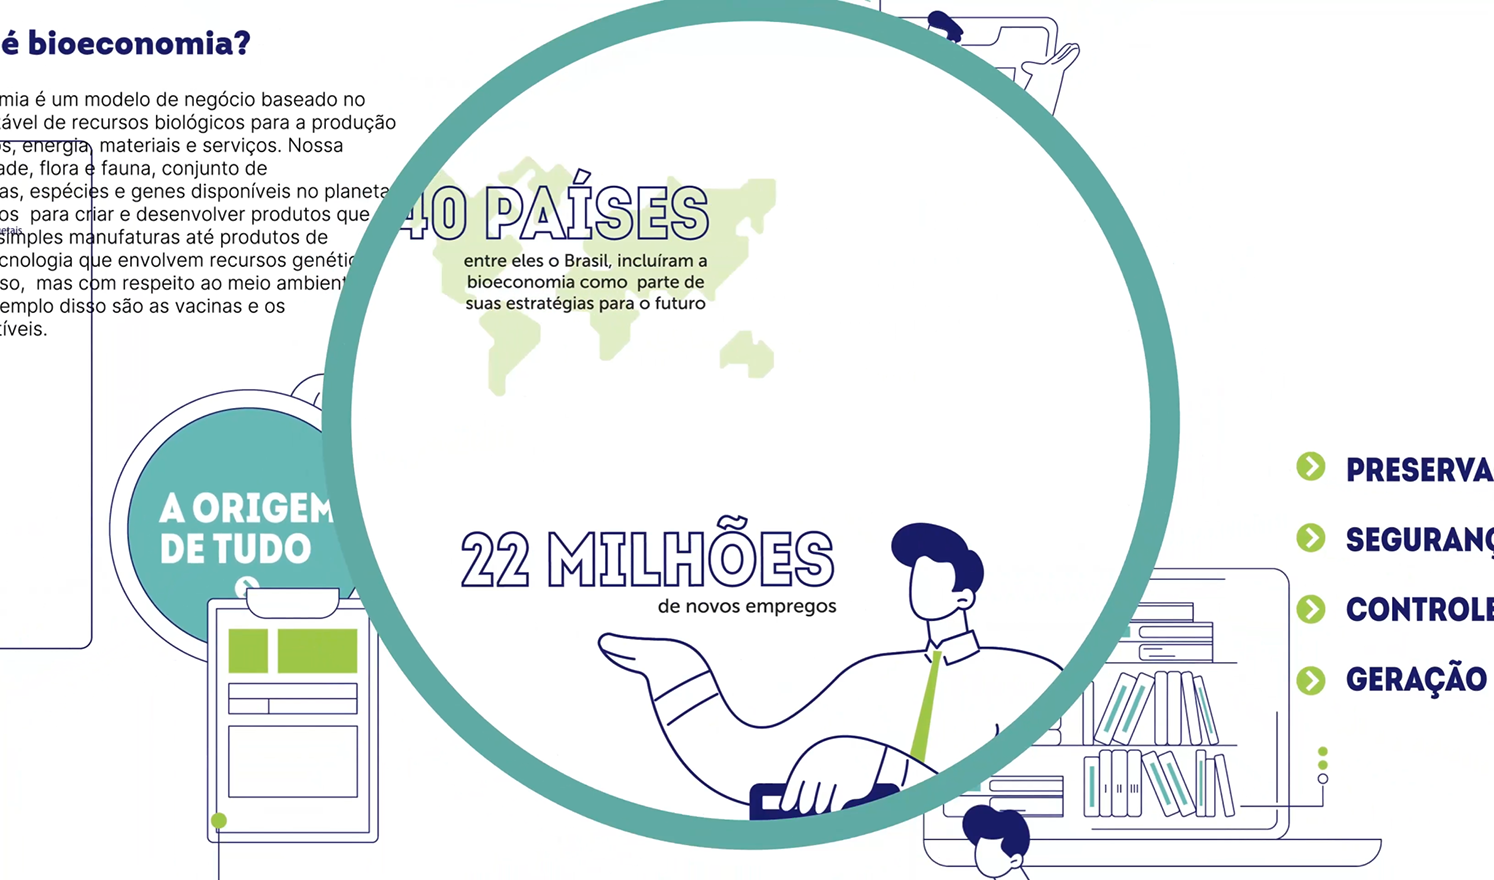 é bioeconomia?
mia é um modelo de negócio baseado no
tável de recursos biológicos para a produção
os, energia, materiais e serviços. Nossa
ade, flora e fauna, conjunto de
as, espécies e genes disponíveis no planeta
os para criar e desenvolver produtos que
simples manufaturas até produtos de
cnologia que envolvem recursos genétic
so, mas com respeito ao meio ambient
emplo disso são as vacinas e os
tíveis.
40 PAÍSES
entre eles o Brasil, incluíram a
bioeconomia como parte de
suas estratégias para o futuro
A ORIGEM
DE TUDO
22 MILHÕES
de novos empregos
PRESERVA
SEGURANÇ
CONTROLE
GERAÇÃO